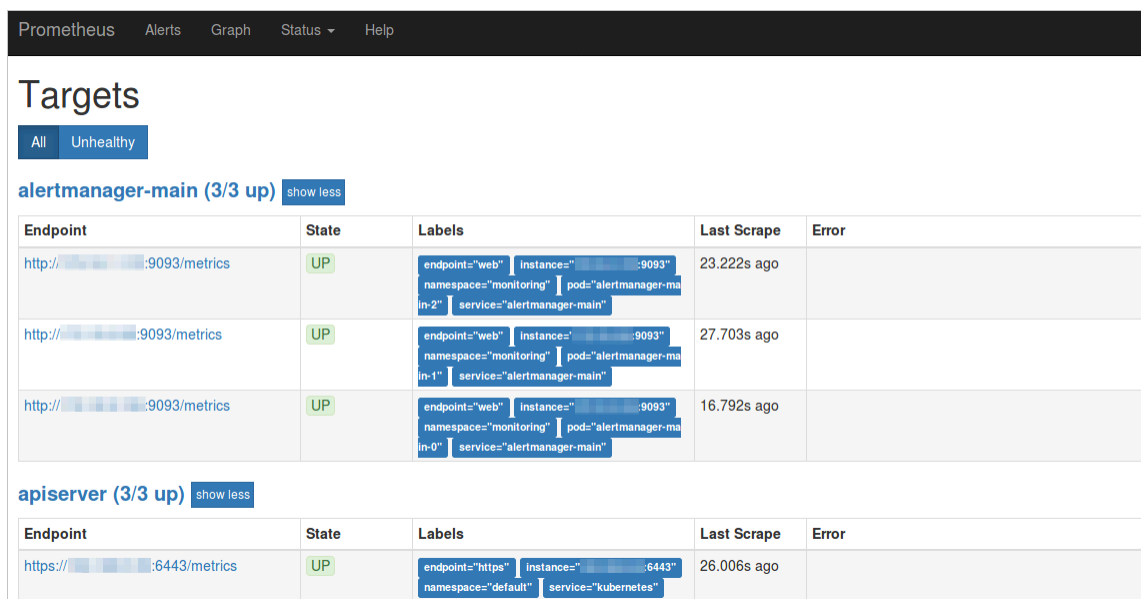 Prometheus Alerts Graph Status Help
Targets
All Unhealthy
alertmanager-main (3/3 up) show less
Endpoint State Labels Last Scrape Error
http:// :9093/metrics UP endpoint="web" instance=" :9093" 23.222s ago
namespace="monitoring" pod="alertmanager-ma
in-2" service="alertmanager-main"
http:// :9093/metrics UP endpoint="web" instance=" :9093" 27.703s ago
namespace="monitoring" pod="alertmanager-ma
in-1" service="alertmanager-main"
http:// :9093/metrics UP endpoint="web" instance=" :9093" 16.792s ago
namespace="monitoring" pod="alertmanager-ma
in-0" service="alertmanager-main"
apiserver (3/3 up) show less
Endpoint State Labels Last Scrape Error
https:// :6443/metrics UP endpoint="https" instance=" :6443" 26.006s ago
namespace="default" service="kubernetes"